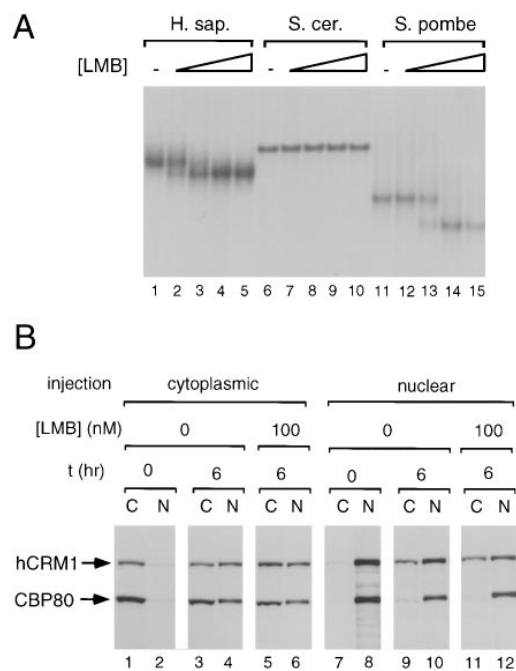 A
H. sap. S. cer. S. pombe
[LMB] - - -
1 2 3 4 5 6 7 8 9 10 11 12 13 14 15
B
injection cytoplasmic nuclear
[LMB] (nM) 0 100 0 100
t (hr) 0 6 6 0 6 6
C N C N C N C N C N C N
hCRM1
CBP80
1 2 3 4 5 6 7 8 9 10 11 12